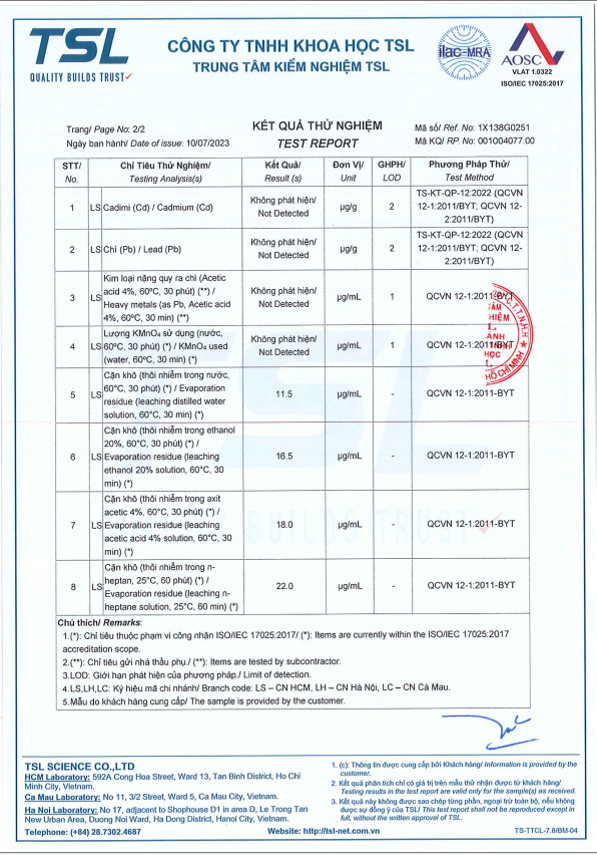 TSL
QUALITY BUILDS TRUST
CÔNG TY TNHH KHOA HỌC TSL
TRUNG TÂM KIỂM NGHIỆM TSL
ilac-MRA
AOSC
VLAT 1.0322
ISO/IEC 17025:2017
Trang/ Page No: 2/2
Ngày ban hành/ Date of issue: 10/07/2023
KẾT QUẢ THỬ NGHIỆM
TEST REPORT
Mã số/ Ref. No: 1X138G0251
Mã KQ/ RP. No: 001004077.00
STT/ No.
Chỉ Tiêu Thử Nghiệm/ Testing Analysis(s)
Kết Quả/ Result (s)
Đơn Vị/ Unit
GHPH/ LOD
Phương Pháp Thử/ Test Method
1 LS Cadimi (Cd) / Cadmium (Cd)
Không phát hiện/ Not Detected
µg/g
2
TS-KT-QP-12:2022 (QCVN
12-1:2011/BYT; QCVN 12-
2:2011/BYT)
2 LS Chì (Pb) / Lead (Pb)
Không phát hiện/ Not Detected
µg/g
2
TS-KT-QP-12:2022 (QCVN
12-1:2011/BYT; QCVN 12-
2:2011/BYT)
3 LS
Kim loại nặng quy ra chì (Acetic
acid 4%, 60ºC, 30 phút) (**) /
Heavy metals (as Pb, Acetic acid
4%, 60ºC, 30 min) (**)
Không phát hiện/ Not Detected
µg/mL
1
QCVN 12-1:2011-BYT
4 LS
Lượng KMnO₄ sử dụng (nước,
60ºC, 30 phút) (*) / KMnO₄ used
(water, 60ºC, 30 min) (*)
Không phát hiện/ Not Detected
µg/mL
1
QCVN 12-1:2011-BYT
5 LS
Cặn khô (thôi nhiễm trong nước,
60°C, 30 phút) (*) / Evaporation
residue (leaching distilled water
solution, 60°C, 30 min) (*)
11.5
µg/mL
-
QCVN 12-1:2011-BYT
6 LS
Cặn khô (thôi nhiễm trong ethanol
20%, 60°C, 30 phút) (*) /
Evaporation residue (leaching
ethanol 20% solution, 60°C, 30
min) (*)
16.5
µg/mL
-
QCVN 12-1:2011-BYT
7 LS
Cặn khô (thôi nhiễm trong axit
acetic 4%, 60°C, 30 phút) (*) /
Evaporation residue (leaching
acetic acid 4% solution, 60°C, 30
min) (*)
18.0
µg/mL
-
QCVN 12-1:2011-BYT
8 LS
Cặn khô (thôi nhiễm trong n-
heptan, 25°C, 60 phút) (*) /
Evaporation residue (leaching n-
heptane solution, 25°C, 60 min) (*)
22.0
µg/mL
-
QCVN 12-1:2011-BYT
Chú thích/ Remarks:
1.(*): Chỉ tiêu thuộc phạm vi công nhận ISO/IEC 17025:2017/ (*): Items are currently within the ISO/IEC 17025:2017
accreditation scope.
2.(**): Chỉ tiêu gửi nhà thầu phụ./ (**): Items are tested by subcontractor.
3.LOD: Giới hạn phát hiện của phương pháp./ Limit of detection.
4.LS,LH,LC: Ký hiệu mã chi nhánh/ Branch code: LS – CN HCM, LH – CN Hà Nội, LC – CN Cà Mau.
5.Mẫu do khách hàng cung cấp/ The sample is provided by the customer.
TSL SCIENCE CO.,LTD
HCM Laboratory: 592A Cong Hoa Street, Ward 13, Tan Binh District, Ho Chi
Minh City, Vietnam.
Ca Mau Laboratory: No 11, 3/2 Street, Ward 5, Ca Mau City, Vietnam.
Ha Noi Laboratory: No 17, adjacent to Shophouse D1 in area D, Le Trong Tan
New Urban Area, Duong Noi Ward, Ha Dong District, Hanoi City, Vietnam.
Telephone: (+84) 28.7302.4687
Website: http://tsl-net.com.vn
1. (c): Thông tin được cung cấp bởi Khách hàng/ Information is provided by the
customer.
2. Kết quả phân tích chỉ có giá trị trên mẫu thử nhận được từ khách hàng/
Testing results in the test report are valid only for the sample(s) as received.
3. Kết quả này không được sao chép từng phần, ngoại trừ toàn bộ, nếu không
được sự đồng ý của TSL/ This test report shall not be reproduced except in
full, without the written approval of TSL.
TS-TTCL-7.8/BM-04